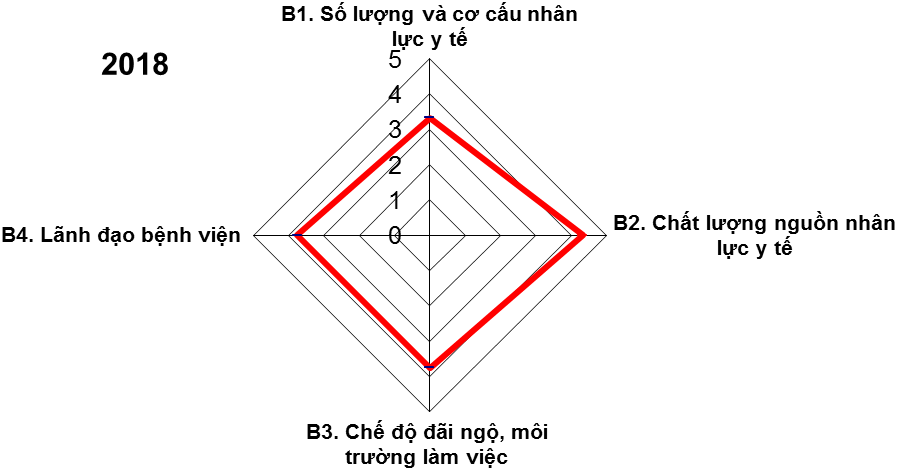 B1. Số lượng và cơ cấu nhân
lực y tế
2018
5
4
3
2
1
0
B2. Chất lượng nguồn nhân
lực y tế
B4. Lãnh đạo bệnh viện
B3. Chế độ đãi ngộ, môi
trường làm việc